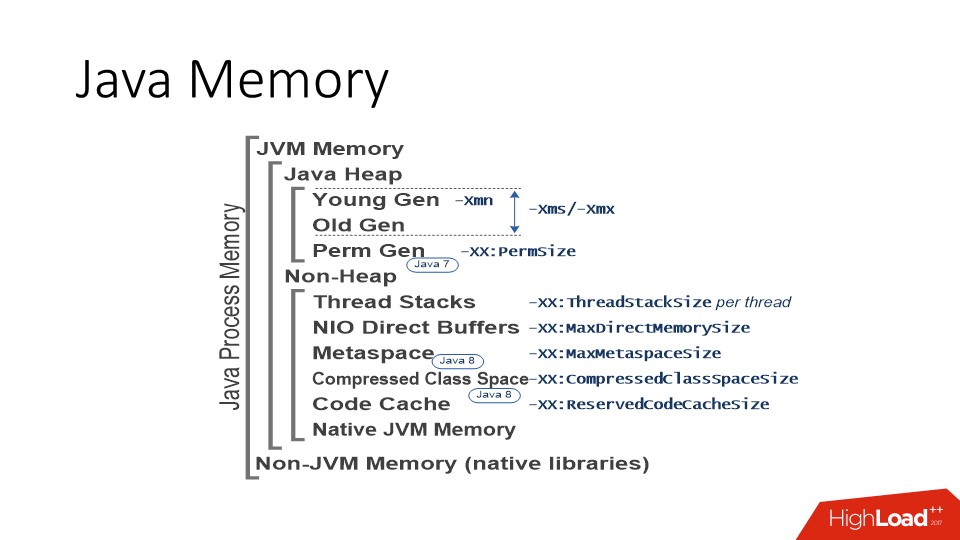 Java Memory
Java Process Memory
JVM Memory
Java Heap
Young Gen -Xmn
-Xms/-Xmx
Old Gen
Perm Gen -XX:PermSize
Java 7
Non-Heap
Thread Stacks -XX:ThreadStackSize per thread
NIO Direct Buffers -XX:MaxDirectMemorySize
Metaspace -XX:MaxMetaspaceSize
Java 8
Compressed Class Space -XX:CompressedClassSpaceSize
Java 8
Code Cache -XX:ReservedCodeCacheSize
Native JVM Memory
Non-JVM Memory (native libraries)
HighLoad++ 2017